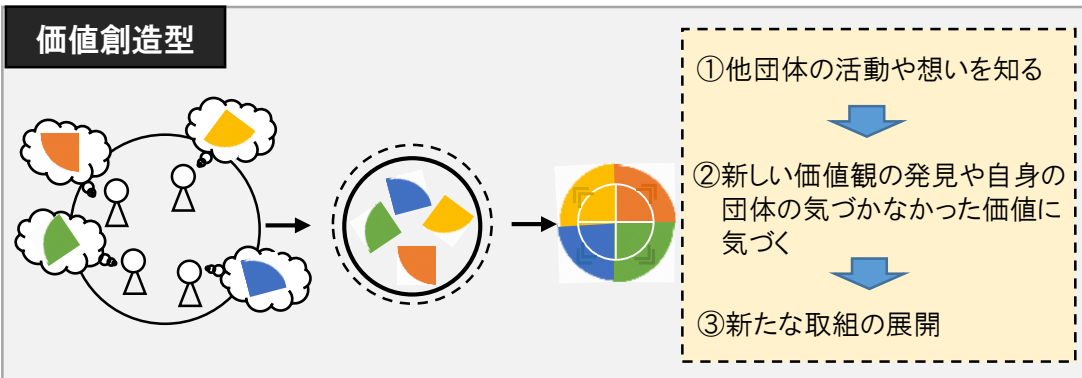 価値創造型
①他団体の活動や想いを知る
②新しい価値観の発見や自身の
団体の気づかなかった価値に
気づく
③新たな取組の展開